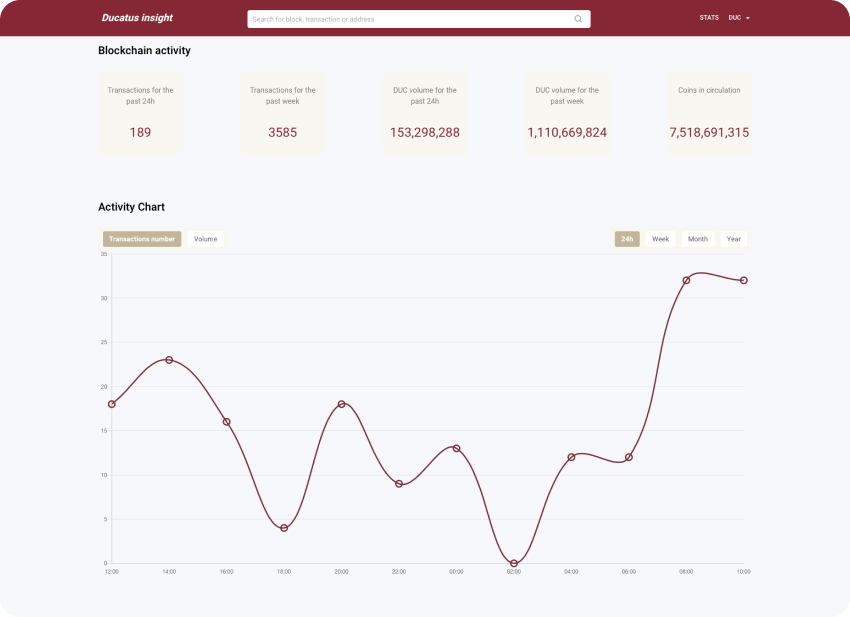 Ducatus insight
Search for block, transaction or address
STATS DUC
Blockchain activity
Transactions for the
past 24h
189
Transactions for the
past week
3585
DUC volume for the
past 24h
153,298,288
DUC volume for the
past week
1,110,669,824
Coins in circulation
7,518,691,315
Activity Chart
Transactions number Volume
24h Week Month Year
35
30
25
20
15
10
5
0
12:00 14:00 16:00 18:00 20:00 22:00 00:00 02:00 04:00 06:00 08:00 10:00